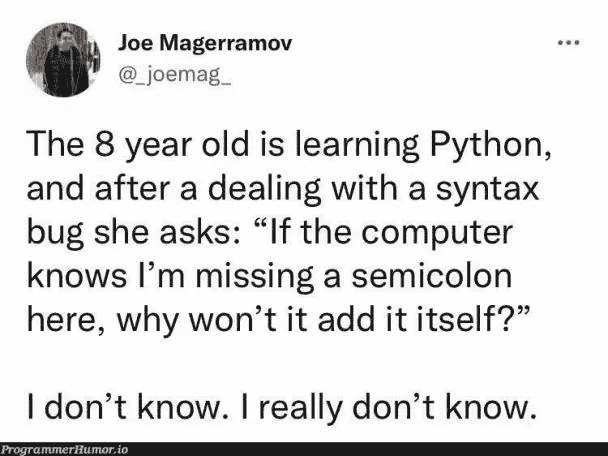 Joe Magerramov
@_joemag_
The 8 year old is learning Python,
and after a dealing with a syntax
bug she asks: “If the computer
knows I’m missing a semicolon
here, why won’t it add it itself?”
I don’t know. I really don’t know.
ProgrammerHumor.io